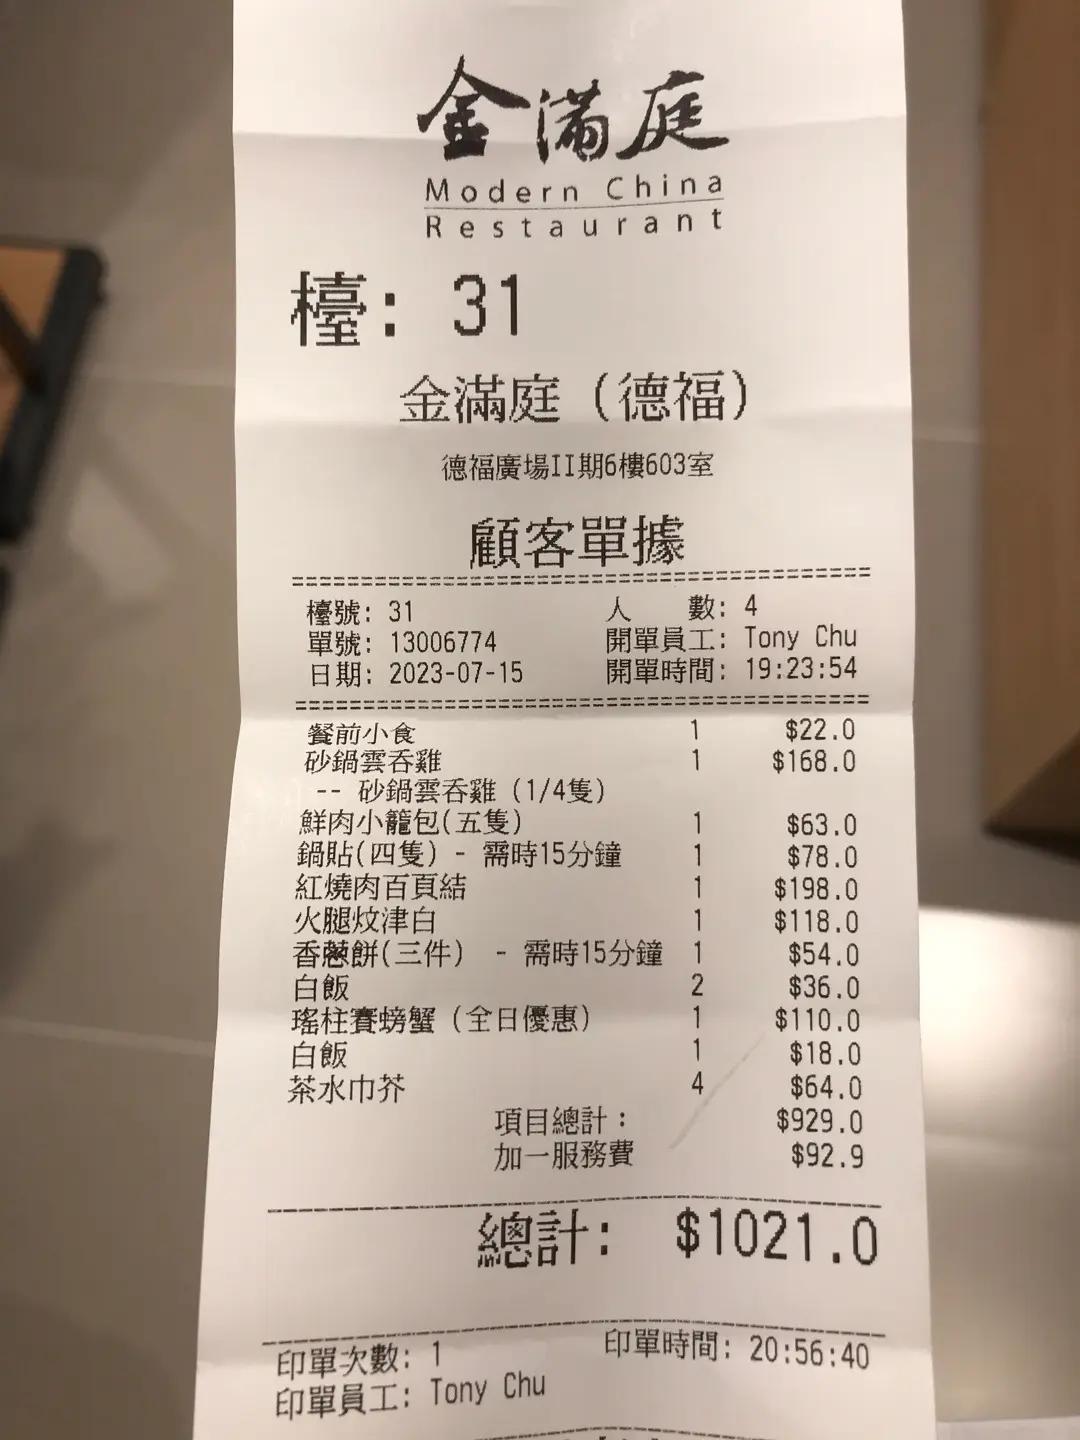 金滿庭
Modern China
Restaurant
檯: 31
金滿庭 (德福)
德福廣場II期6樓603室
顧客單據
檯號: 31 人 數: 4
單號: 13006774 開單員工: Tony Chu
日期: 2023-07-15 開單時間: 19:23:54
餐前小食 1 $22.0
砂鍋雲吞雞 1 $168.0
-- 砂鍋雲吞雞 (1/4隻)
鮮肉小籠包(五隻) 1 $63.0
鍋貼(四隻) - 需時15分鐘 1 $78.0
紅燒肉百頁結 1 $198.0
火腿炆津白 1 $118.0
香蔥餅(三件) - 需時15分鐘 1 $54.0
白飯 2 $36.0
瑤柱賽螃蟹 (全日優惠) 1 $110.0
白飯 1 $18.0
茶水巾芥 4 $64.0
項目總計: $929.0
加一服務費 $92.9
總計: $1021.0
印單次數: 1 印單時間: 20:56:40
印單員工: Tony Chu